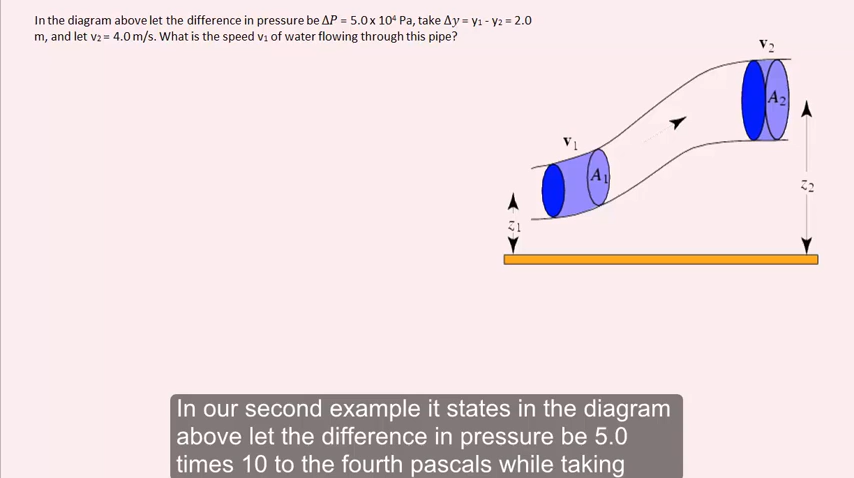 In the diagram above let the difference in pressure be ΔP = 5.0 x 10⁴ Pa, take Δy = y₁ - y₂ = 2.0
m, and let v₂ = 4.0 m/s. What is the speed v₁ of water flowing through this pipe?
v₂
A₂
v₁
A₁
z₂
z₁
In our second example it states in the diagram
above let the difference in pressure be 5.0
times 10 to the fourth pascals while taking